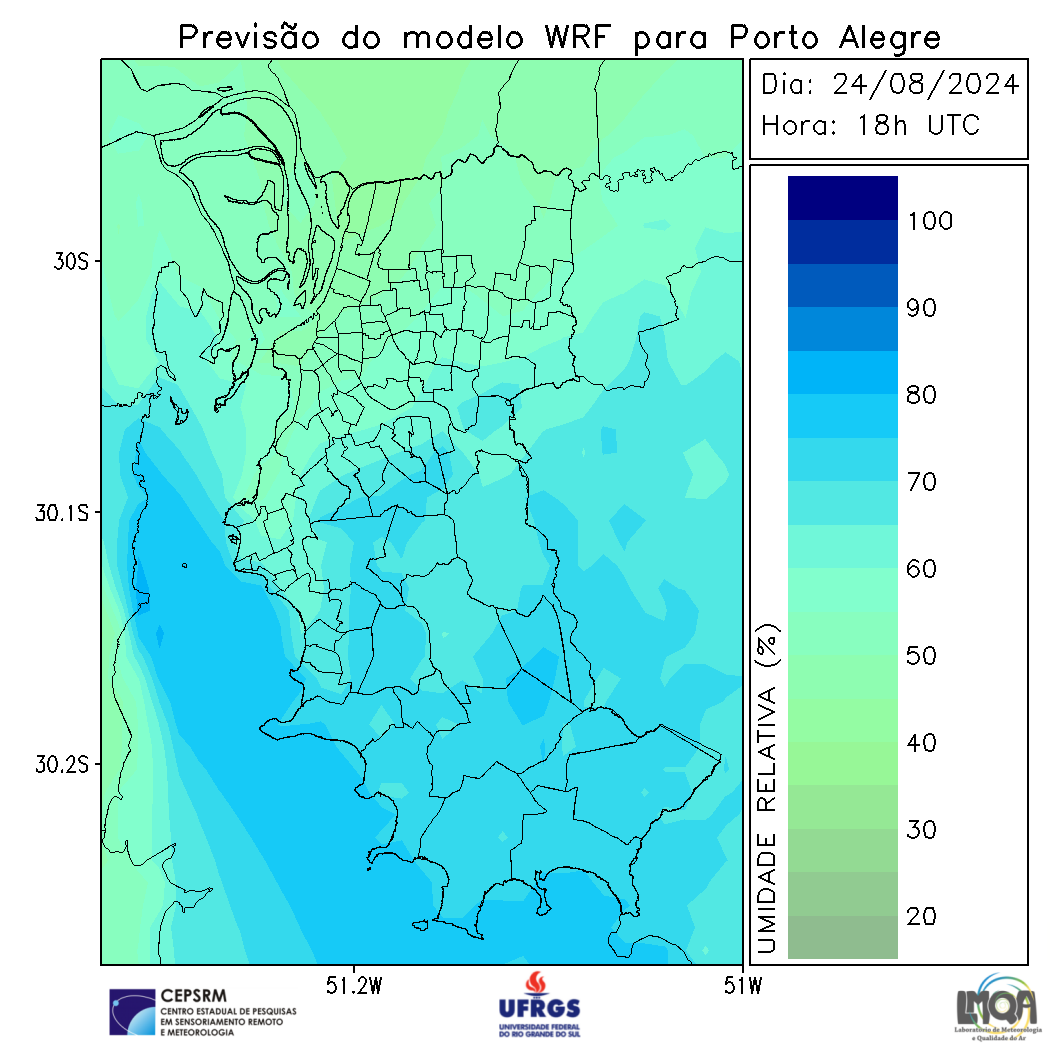 Previsão do modelo WRF para Porto Alegre
Dia: 24/08/2024
Hora: 18h UTC
100
90
80
70
60
50
40
30
20
UMIDADE RELATIVA (%)
30S
30.1S
30.2S
51.2W
51W
CEPSRM
CENTRO ESTADUAL DE PESQUISAS
EM SENSORIAMENTO REMOTO
E METEOROLOGIA
UFRGS
UNIVERSIDADE FEDERAL
DO RIO GRANDE DO SUL
LMQA
Laboratório de Meteorologia
e Qualidade do Ar